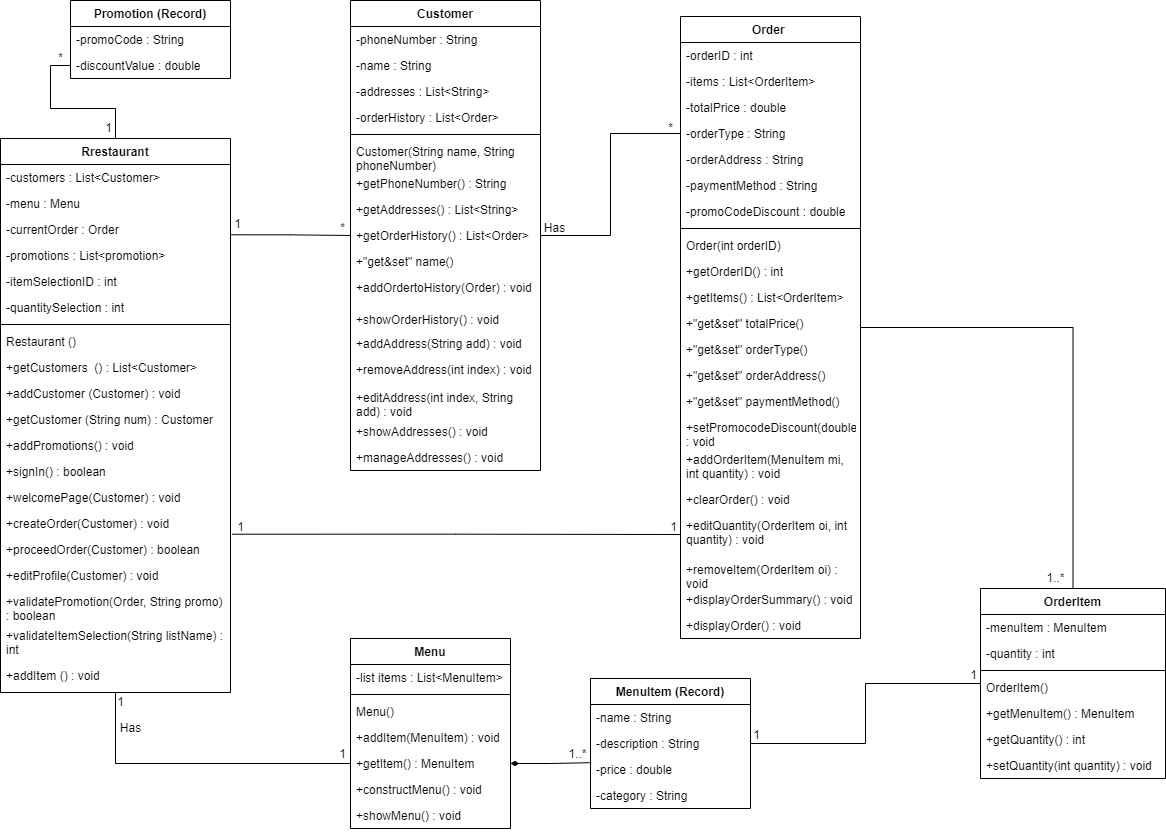 Promotion (Record)
-promoCode : String
-discountValue : double
*
1
Rrestaurant
-customers : List<Customer>
-menu : Menu
-currentOrder : Order
-promotions : List<promotion>
-itemSelectionID : int
-quantitySelection : int
Restaurant ()
+getCustomers  () : List<Customer>
+addCustomer (Customer) : void
+getCustomer (String num) : Customer
+addPromotions() : void
+signIn() : boolean
+welcomePage(Customer) : void
+createOrder(Customer) : void
+proceedOrder(Customer) : boolean
+editProfile(Customer) : void
+validatePromotion(Order, String promo)
: boolean
+validateItemSelection(String listName) :
int
+addItem () : void
1
*
Customer
-phoneNumber : String
-name : String
-addresses : List<String>
-orderHistory : List<Order>
Customer(String name, String
phoneNumber)
+getPhoneNumber() : String
+getAddresses() : List<String>
+getOrderHistory() : List<Order>
+"get&set" name()
+addOrdertoHistory(Order) : void
+showOrderHistory() : void
+addAddress(String add) : void
+removeAddress(int index) : void
+editAddress(int index, String
add) : void
+showAddresses() : void
+manageAddresses() : void
Has
*
Order
-orderID : int
-items : List<OrderItem>
-totalPrice : double
-orderType : String
-orderAddress : String
-paymentMethod : String
-promoCodeDiscount : double
Order(int orderID)
+getOrderID() : int
+getItems() : List<OrderItem>
+"get&set" totalPrice()
+"get&set" orderType()
+"get&set" orderAddress()
+"get&set" paymentMethod()
+setPromocodeDiscount(double
: void
+addOrderItem(MenuItem mi,
int quantity) : void
+clearOrder() : void
+editQuantity(OrderItem oi, int
quantity) : void
+removeItem(OrderItem oi) :
void
+displayOrderSummary() : void
+displayOrder() : void
1
1
1..*
OrderItem
-menuItem : MenuItem
-quantity : int
OrderItem()
+getMenuItem() : MenuItem
+getQuantity() : int
+setQuantity(int quantity) : void
1
Has
1
Menu
-list items : List<MenuItem>
Menu()
+addItem(MenuItem) : void
+getItem() : MenuItem
+constructMenu() : void
+showMenu() : void
1..*
MenuItem (Record)
-name : String
-description : String
-price : double
-category : String
1
1